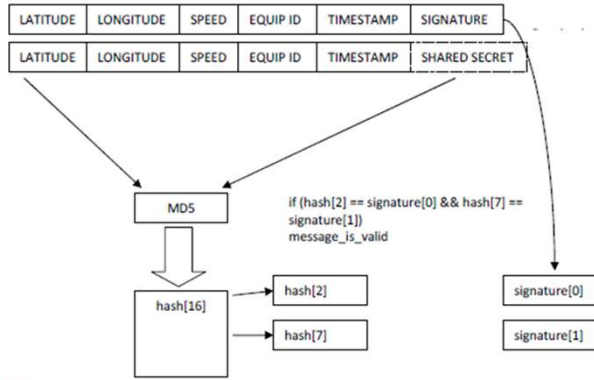 LATITUDE LONGITUDE SPEED EQUIP ID TIMESTAMP SIGNATURE
LATITUDE LONGITUDE SPEED EQUIP ID TIMESTAMP SHARED SECRET
MD5
if (hash[2] == signature[0] && hash[7] ==
signature[1])
message_is_valid
hash[16]
hash[2]
signature[0]
hash[7]
signature[1]